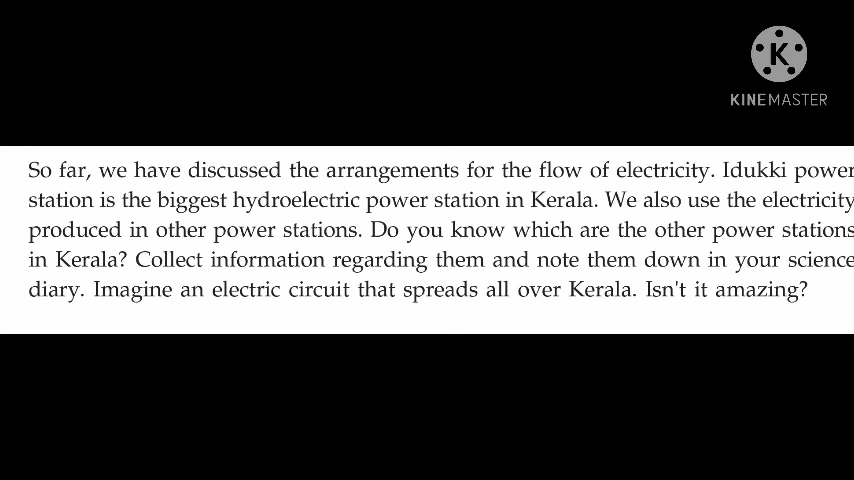 K
KINEMASTER
So far, we have discussed the arrangements for the flow of electricity. Idukki power
station is the biggest hydroelectric power station in Kerala. We also use the electricity
produced in other power stations. Do you know which are the other power stations
in Kerala? Collect information regarding them and note them down in your science
diary. Imagine an electric circuit that spreads all over Kerala. Isn't it amazing?